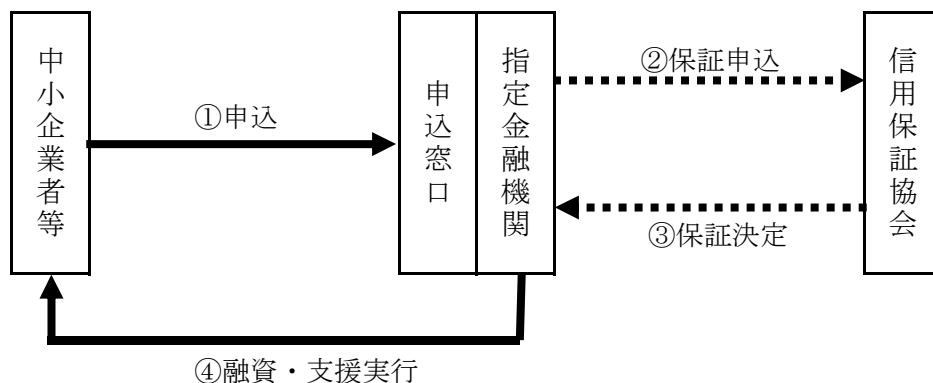 中小企業者等
①申込
申込窓口
指定金融機関
②保証申込
③保証決定
信用保証協会
④融資・支援実行